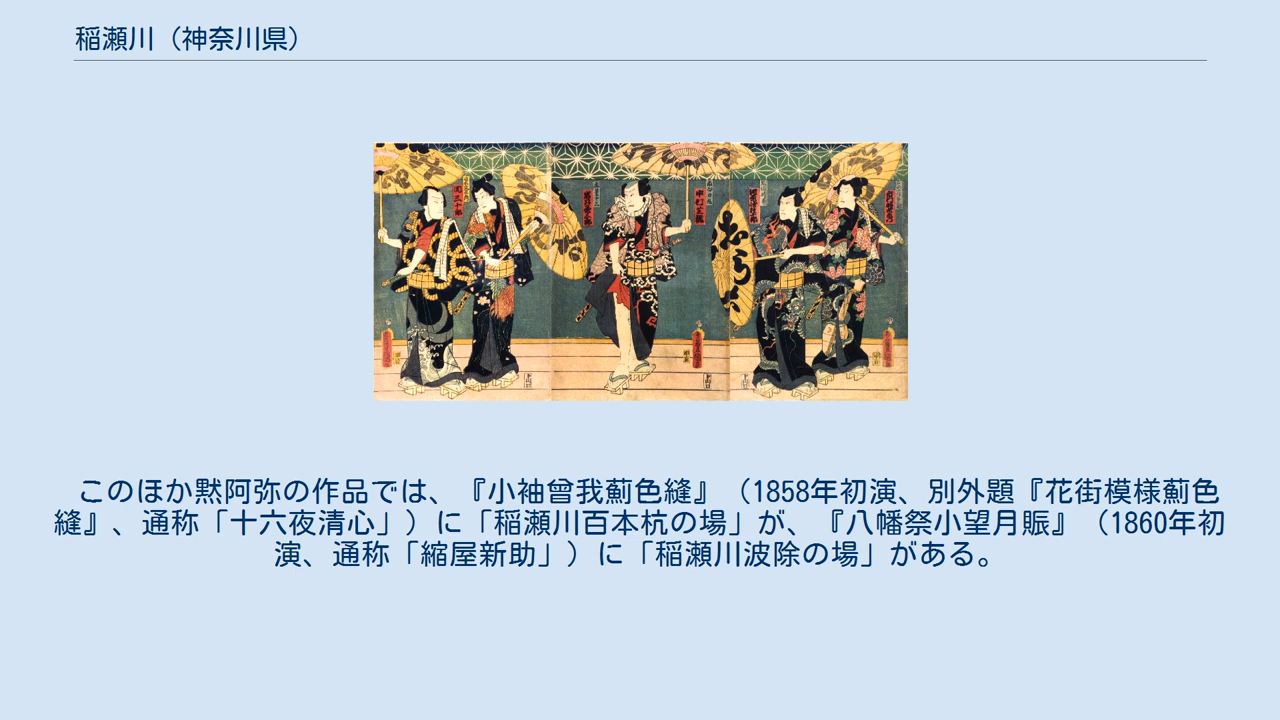 稲瀬川（神奈川県）
おらく
このほか黙阿弥の作品では、『小袖曾我薊色縫』（1858年初演、別外題『花街模様薊色
縫』、通称「十六夜清心」）に「稲瀬川百本杭の場」が、『八幡祭小望月賑』（1860年初
演、通称「縮屋新助」）に「稲瀬川波除の場」がある。